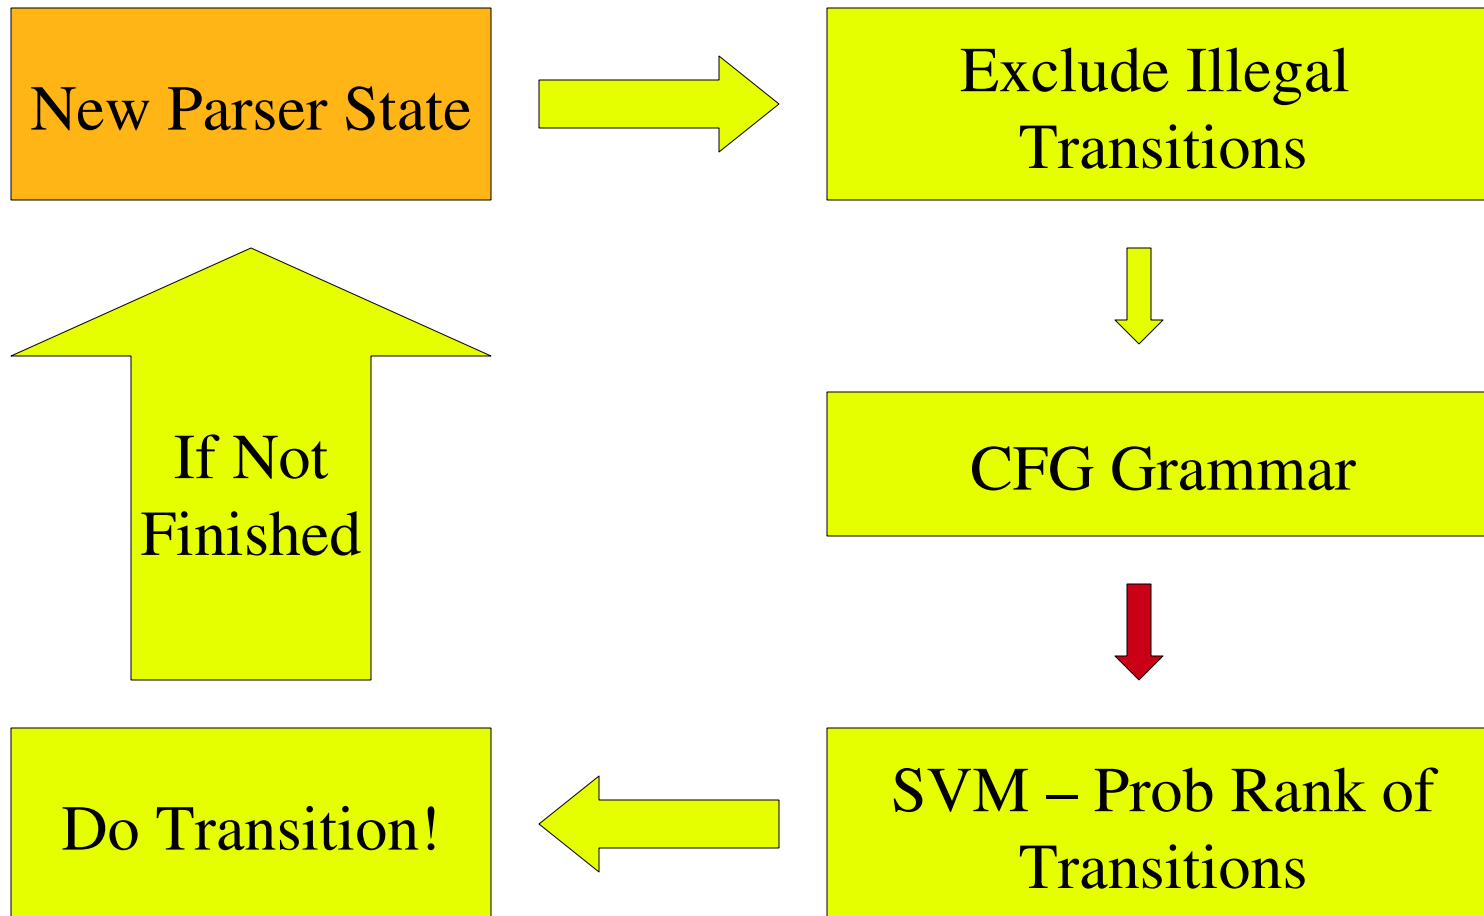 New Parser State
Exclude Illegal
Transitions
CFG Grammar
If Not
Finished
SVM – Prob Rank of
Transitions
Do Transition!